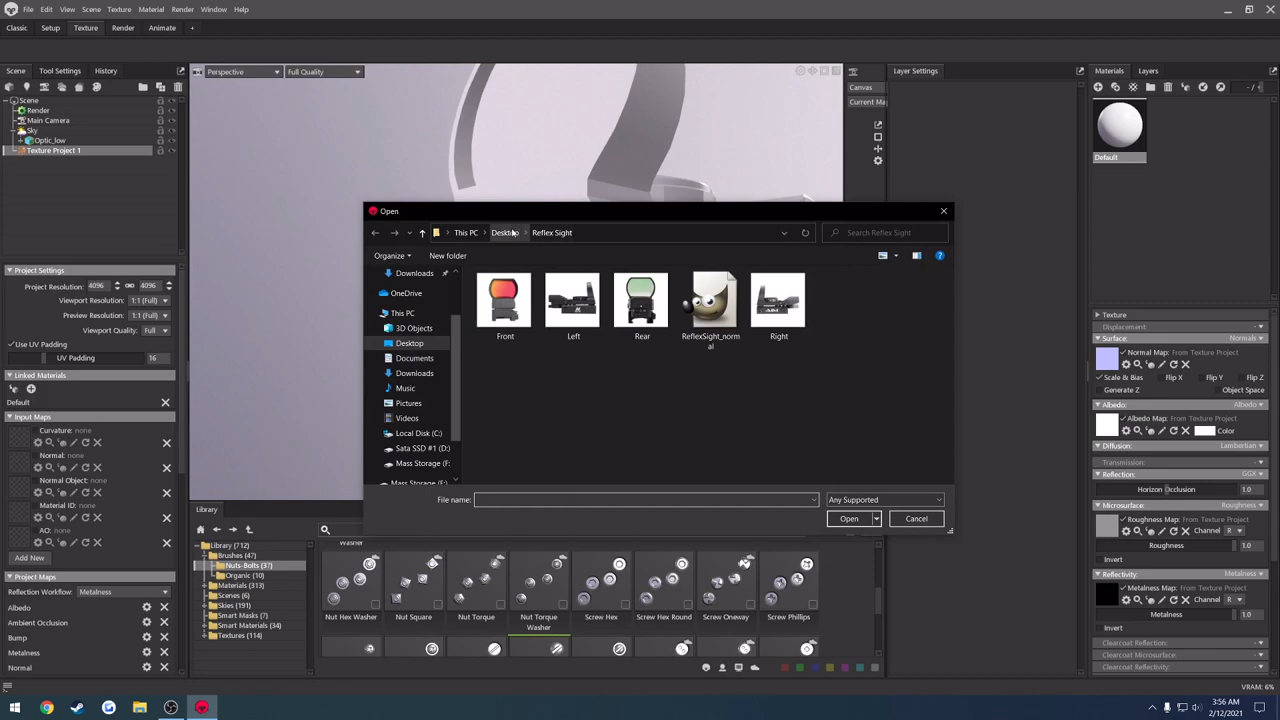 File Edit View Scene Texture Material Render Window Help
Classic Setup Texture Render Animate +
Scene Tool Settings History
Perspective Full Quality
Canvas
Current Ma
Layer Settings
Materials Layers
- /
Scene
Render
Main Camera
Sky
Optic_low
Texture Project 1
Default
Open
This PC Desktop Reflex Sight
Search Reflex Sight
Organize New folder
Downloads
OneDrive
This PC
3D Objects
Desktop
Documents
Downloads
Music
Pictures
Videos
Local Disk (C:)
Sata SSD #1 (D:)
Mass Storage (F:
Mass Storage (F:
Front Left Rear ReflexSight_norm
al Right
File name: Any Supported
Open Cancel
Project Settings
Project Resolution: 4096 4096
Viewport Resolution: 1:1 (Full)
Preview Resolution: 1:1 (Full)
Viewport Quality: Full
Use UV Padding
UV Padding 16
Linked Materials
Default
Input Maps
Curvature: none
Normal: none
Normal Object: none
Material ID: none
AO: none
Add New
Project Maps
Reflection Workflow: Metalness
Albedo
Ambient Occlusion
Bump
Metalness
Normal
Library
Library (712)
Brushes (47)
Nuts-Bolts (37)
Organic (10)
Materials (313)
Scenes (6)
Skies (191)
Smart Masks (7)
Smart Materials (34)
Textures (114)
Washer
Nut Hex Washer Nut Square Nut Torque Nut Torque
Washer Screw Hex Screw Hex Round Screw Oneway Screw Phillips
Texture
Displacement:
Surface: Normals
Normal Map: From Texture Project
Scale & Bias Flip X Flip Y Flip Z
Generate Z Object Space
Albedo: Albedo
Albedo Map: From Texture Project
Color
Diffusion: Lambertian
Transmission:
Reflection: GGX
Horizon Occlusion 1.0
Microsurface: Roughness
Roughness Map: From Texture Project
Channel R
Roughness 1.0
Invert
Reflectivity: Metalness
Metalness Map: From Texture Project
Channel R
Metalness 1.0
Invert
Clearcoat Reflection:
Clearcoat Microsurface:
Clearcoat Reflectivity:
VRAM: 6%
3:56 AM
2/12/2021